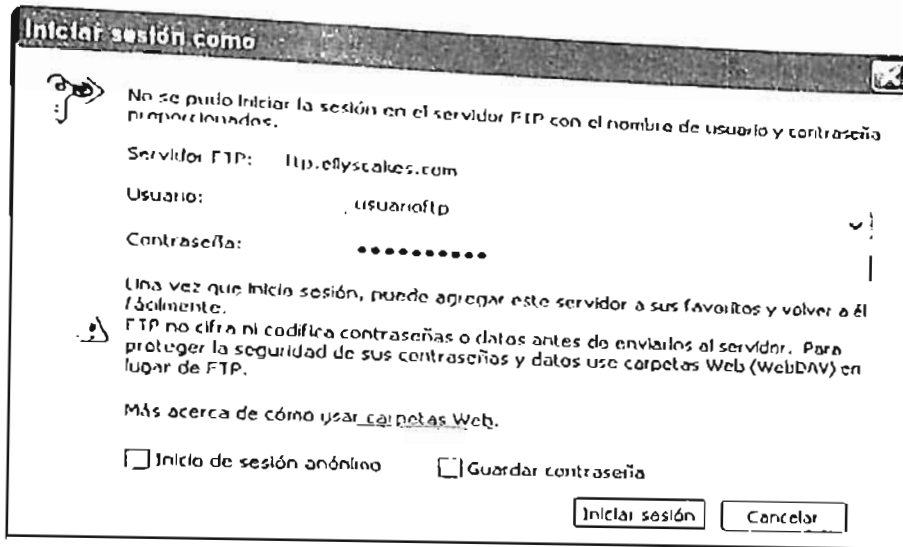 Iniciar sesión como
No se pudo iniciar la sesión en el servidor FTP con el nombre de usuario y contraseña
proporcionados.
Servidor FTP: ftp.ellyscakes.com
Usuario: usuarioftp
Contraseña: ••••••••••
Una vez que inicie sesión, puede agregar este servidor a sus favoritos y volver a él
fácilmente.
FTP no cifra ni codifica contraseñas o datos antes de enviarlos al servidor. Para
proteger la seguridad de sus contraseñas y datos use carpetas Web (WebDAV) en
lugar de FTP.
Más acerca de cómo usar carpetas Web.
Inicio de sesión anónimo
Guardar contraseña
Iniciar sesión
Cancelar